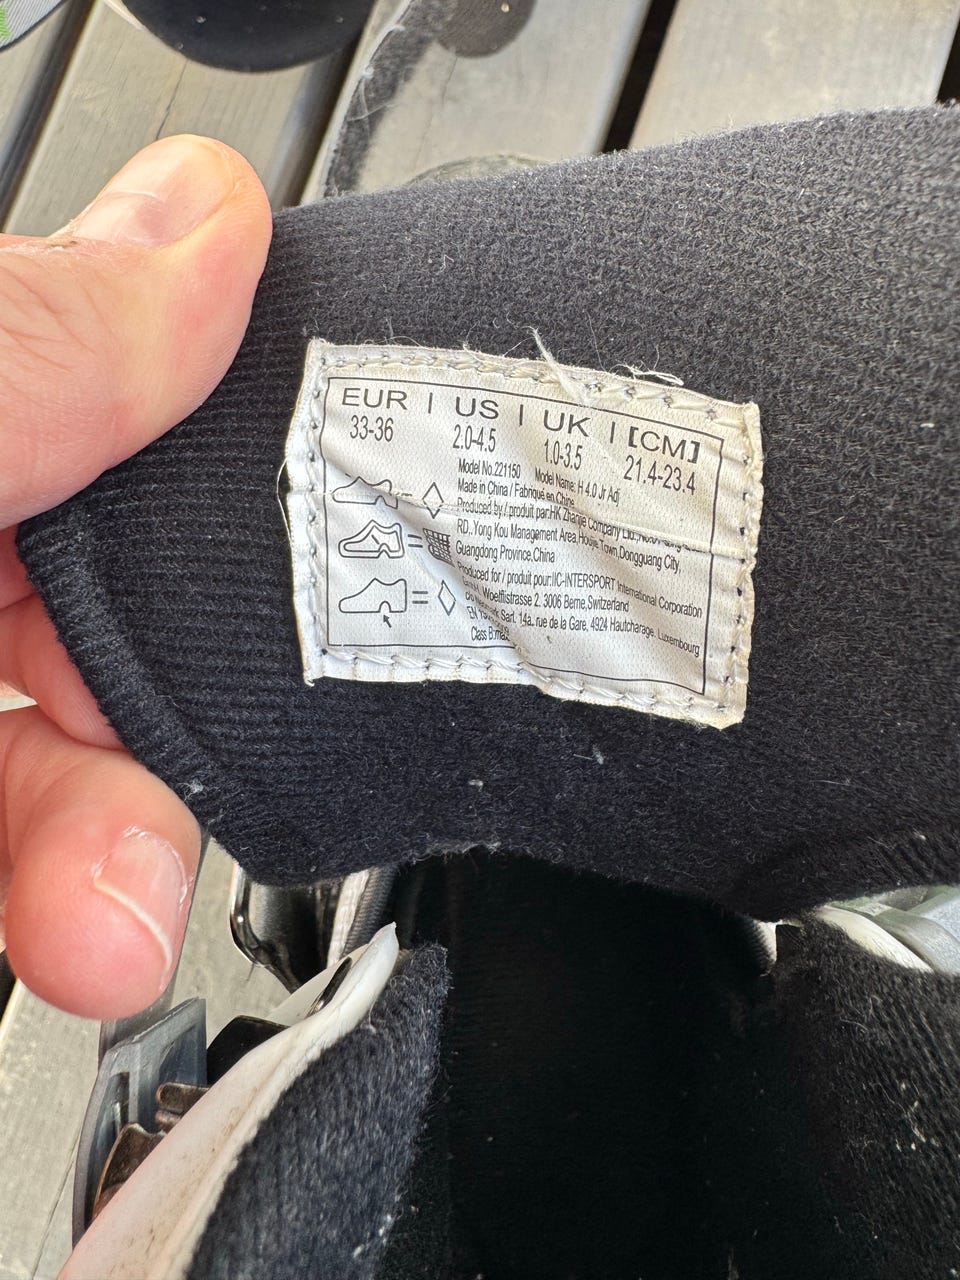 EUR | US | UK | [CM]
33-36 2.0-4.5 1.0-3.5 21.4-23.4
Model No.221150 Model Name: H 4.0 Jr Adj
Made in China / Fabriqué en Chine
Produced by / produit par:HK Zhanjie Company Ltd.,
RD. Yong Kou Management Area, Houjie Town, Dongguang City,
Guangdong Province,China
Produced for / produit pour:IIC-INTERSPORT International Corporation
GmbH, Woelflistrasse 2. 3006 Berne,Switzerland
Sarl. 14a. rue de la Gare, 4924 Hautcharage. Luxembourg
EN
Class B: